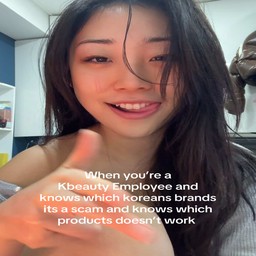 When you're a
Kbeauty Employee and
knows which koreans brands
its a scam and knows which
products doesn't work